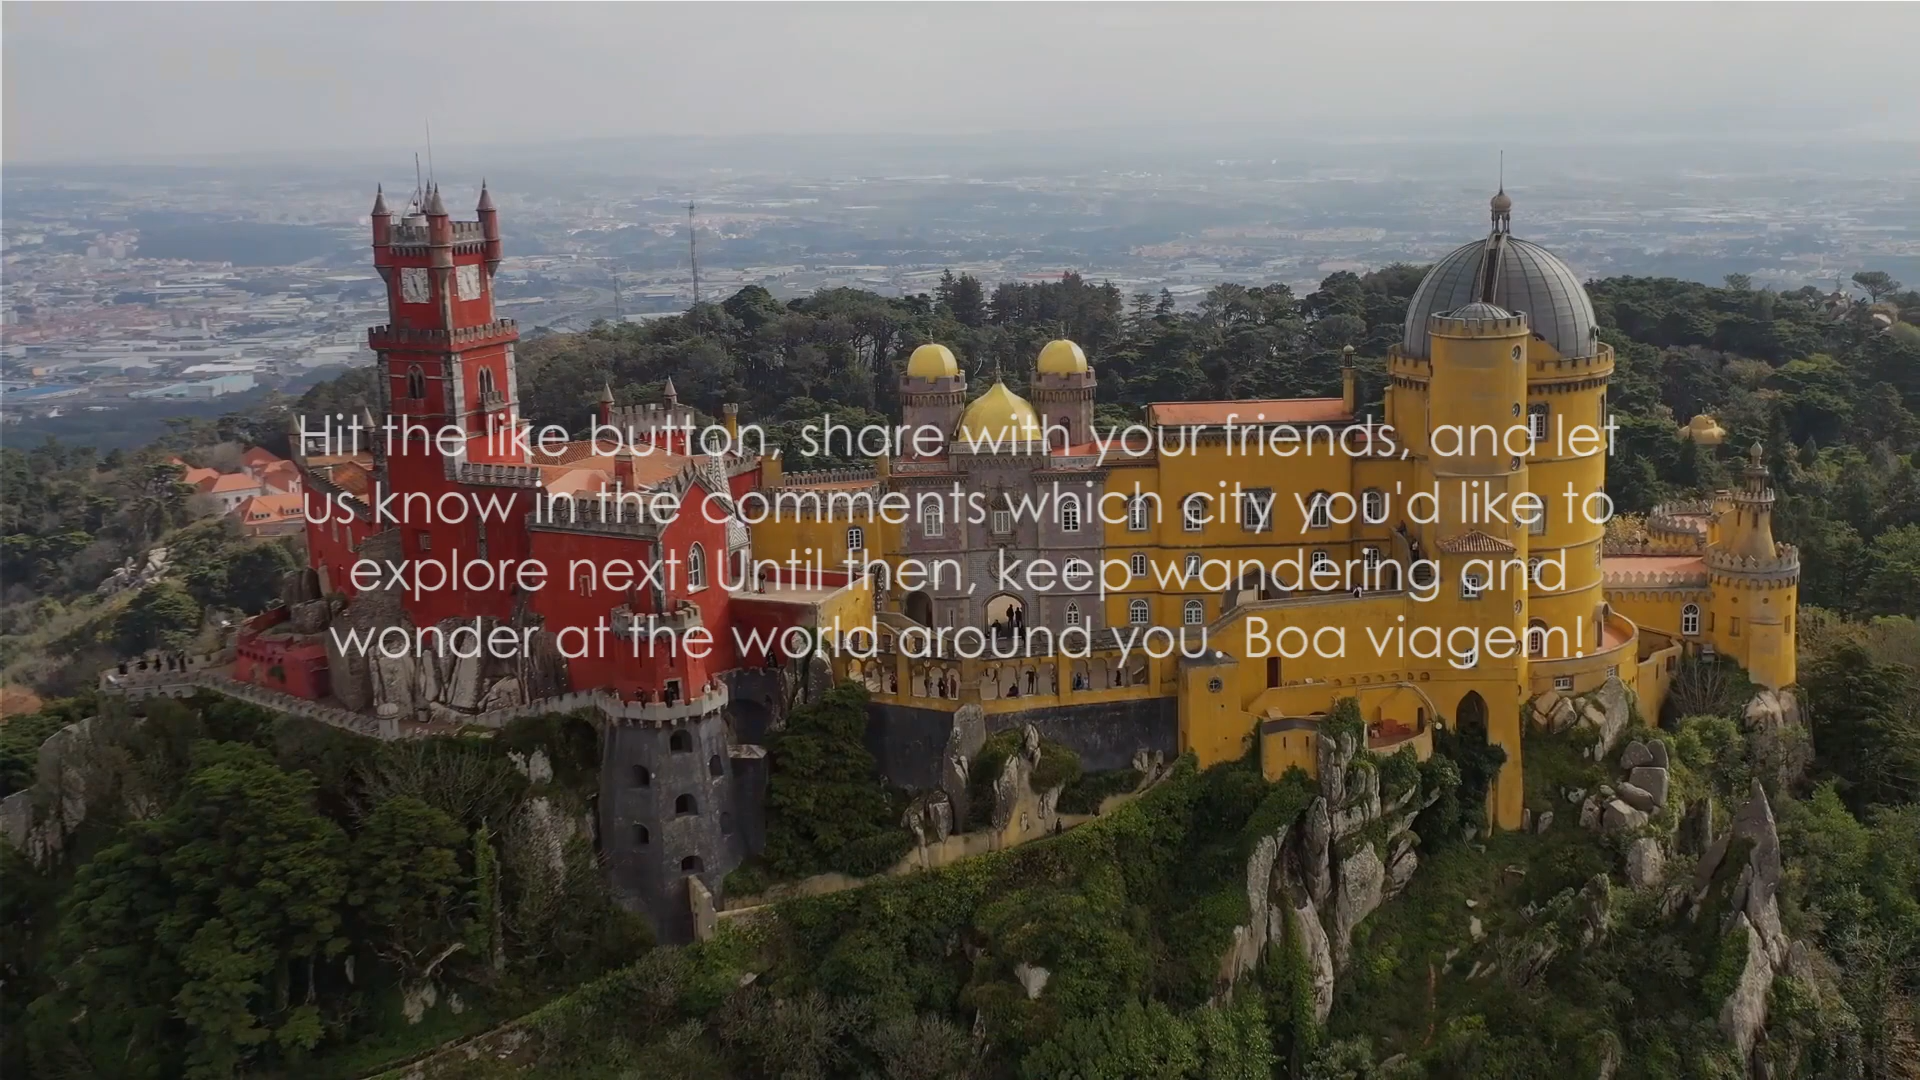 Hit the like button, share with your friends, and let
us know in the comments which city you'd like to
explore next. Until then, keep wandering and
wonder at the world around you. Boa viagem!